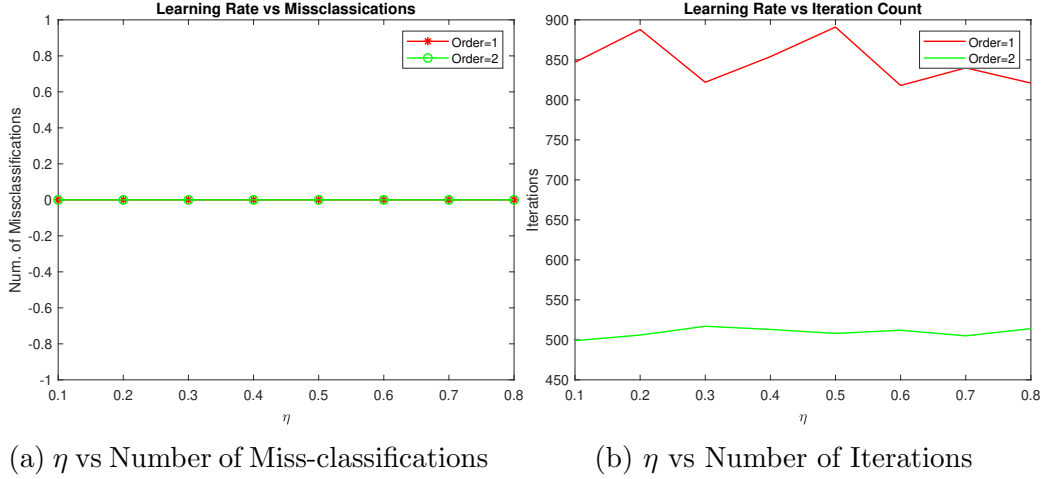 Learning Rate vs Missclassications
Order=1
Order=2
Num. of Missclassifications
1
0.8
0.6
0.4
0.2
0
-0.2
-0.4
-0.6
-0.8
-1
0.1 0.2 0.3 0.4 0.5 0.6 0.7 0.8
η
(a) η vs Number of Miss-classifications
Learning Rate vs Iteration Count
Order=1
Order=2
Iterations
900
850
800
750
700
650
600
550
500
450
0.1 0.2 0.3 0.4 0.5 0.6 0.7 0.8
η
(b) η vs Number of Iterations